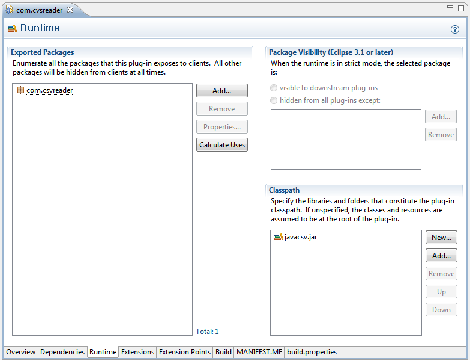 com.cvsreader
Runtime
Exported Packages
Enumerate all the packages that this plug-in exposes to clients. All other
packages will be hidden from clients at all times.
com.csvreader
Add...
Remove
Properties...
Calculate Uses
Total: 1
Package Visibility (Eclipse 3.1 or later)
When the runtime is in strict mode, the selected package
is:
visible to downstream plug-ins
hidden from all plug-ins except:
Add...
Remove
Classpath
Specify the libraries and folders that constitute the plug-in
classpath. If unspecified, the classes and resources are
assumed to be at the root of the plug-in.
javacsv.jar
New...
Add...
Remove
Up
Down
Overview Dependencies Runtime Extensions Extension Points Build MANIFEST.MF build.properties